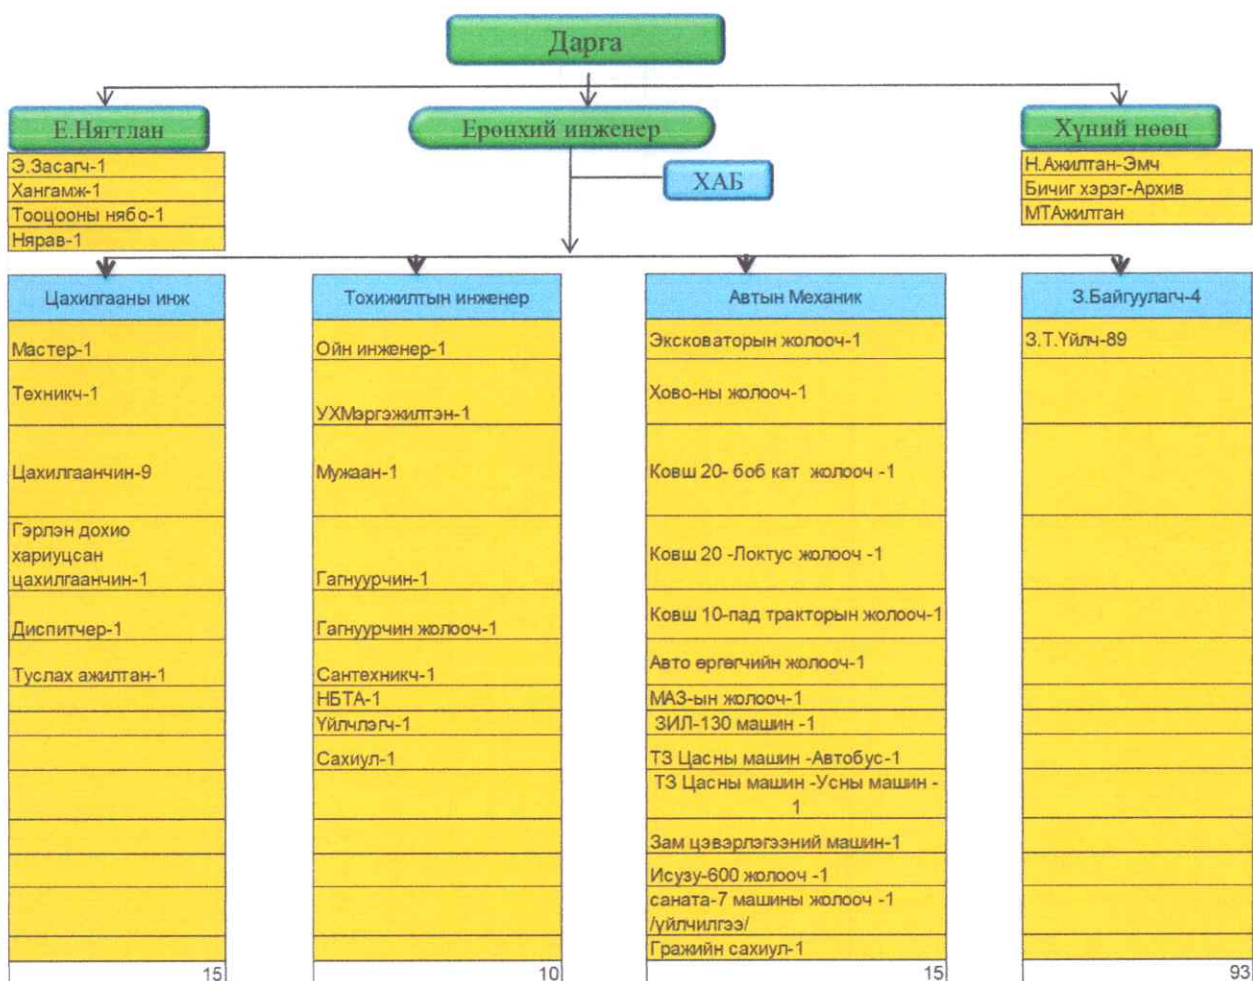 Дарга
Е.Нягтлан
Ерөнхий инженер
Хүний нөөц
Э.Засагч-1
Хангамж-1
Тооцооны нябо-1
Нярав-1
ХАБ
Н.Ажилтан-Эмч
Бичиг хэрэг-Архив
МТАжилтан
Цахилгааны инж
Мастер-1
Техникч-1
Цахилгаанчин-9
Гэрлэн дохио
хариуцсан
цахилгаанчин-1
Диспитчер-1
Туслах ажилтан-1
15
Тохижилтын инженер
Ойн инженер-1
УХМэргэжилтэн-1
Мужаан-1
Гагнуурчин-1
Гагнуурчин жолооч-1
Сантехникч-1
НБТА-1
Үйлчлэгч-1
Сахиул-1
10
Автын Механик
Эксковаторын жолооч-1
Хово-ны жолооч-1
Ковш 20- боб кат жолооч -1
Ковш 20 -Локтус жолооч -1
Ковш 10-пад тракторын жолооч-1
Авто өргөгчийн жолооч-1
МАЗ-ын жолооч-1
ЗИЛ-130 машин -1
ТЗ Цасны машин -Автобус-1
ТЗ Цасны машин -Усны машин -
1
Зам цэвэрлэгээний машин-1
Исузу-600 жолооч -1
саната-7 машины жолооч -1
/үйлчилгээ/
Гражийн сахиул-1
15
З.Байгуулагч-4
З.Т.Үйлч-89
93